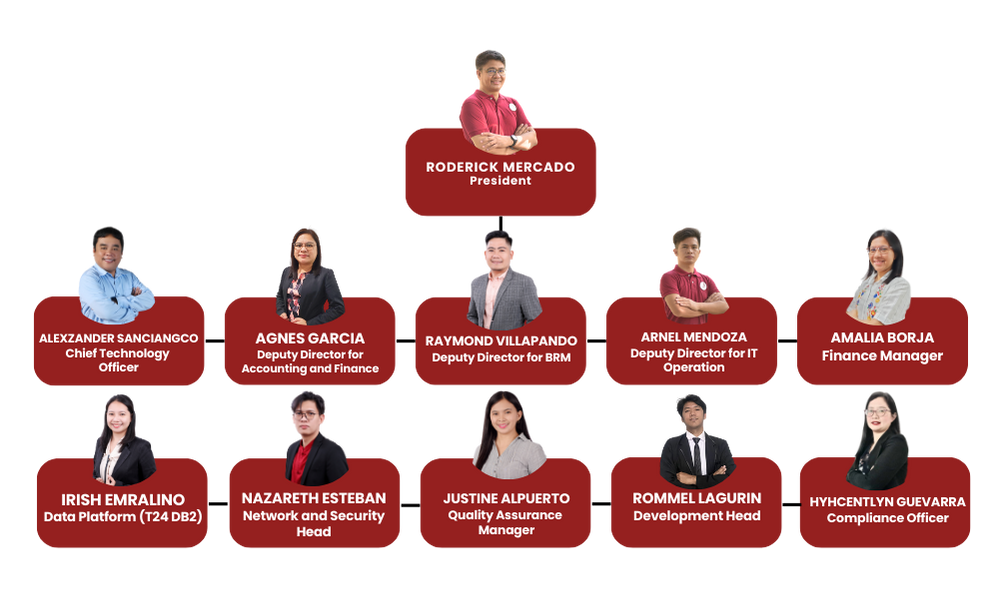 RODERICK MERCADO
President
ALEXZANDER SANCIANGCO
Chief Technology
Officer
AGNES GARCIA
Deputy Director for
Accounting and Finance
RAYMOND VILLAPANDO
Deputy Director for BRM
ARNEL MENDOZA
Deputy Director for IT
Operation
AMALIA BORJA
Finance Manager
IRISH EMRALINO
Data Platform (T24 DB2)
NAZARETH ESTEBAN
Network and Security
Head
JUSTINE ALPUERTO
Quality Assurance
Manager
ROMMEL LAGURIN
Development Head
HYHCENTLYN GUEVARRA
Compliance Officer